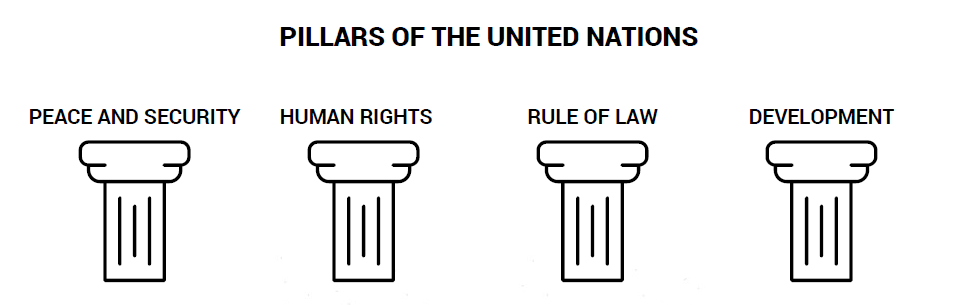 PILLARS OF THE UNITED NATIONS
PEACE AND SECURITY
HUMAN RIGHTS
RULE OF LAW
DEVELOPMENT